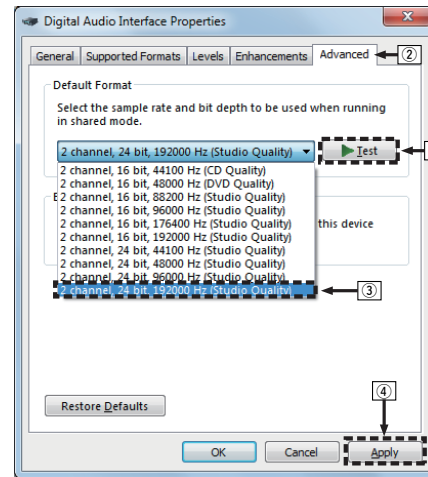 Digital Audio Interface Properties
General Supported Formats Levels Enhancements Advanced ②
Default Format
Select the sample rate and bit depth to be used when running
in shared mode.
2 channel, 24 bit, 192000 Hz (Studio Quality) Test
2 channel, 16 bit, 44100 Hz (CD Quality)
2 channel, 16 bit, 48000 Hz (DVD Quality)
2 channel, 16 bit, 88200 Hz (Studio Quality)
2 channel, 16 bit, 96000 Hz (Studio Quality)
2 channel, 16 bit, 176400 Hz (Studio Quality) this device
2 channel, 16 bit, 192000 Hz (Studio Quality)
2 channel, 24 bit, 44100 Hz (Studio Quality)
2 channel, 24 bit, 48000 Hz (Studio Quality)
2 channel, 24 bit, 96000 Hz (Studio Quality)
2 channel, 24 bit, 192000 Hz (Studio Quality) ③
④
Restore Defaults
OK Cancel Apply